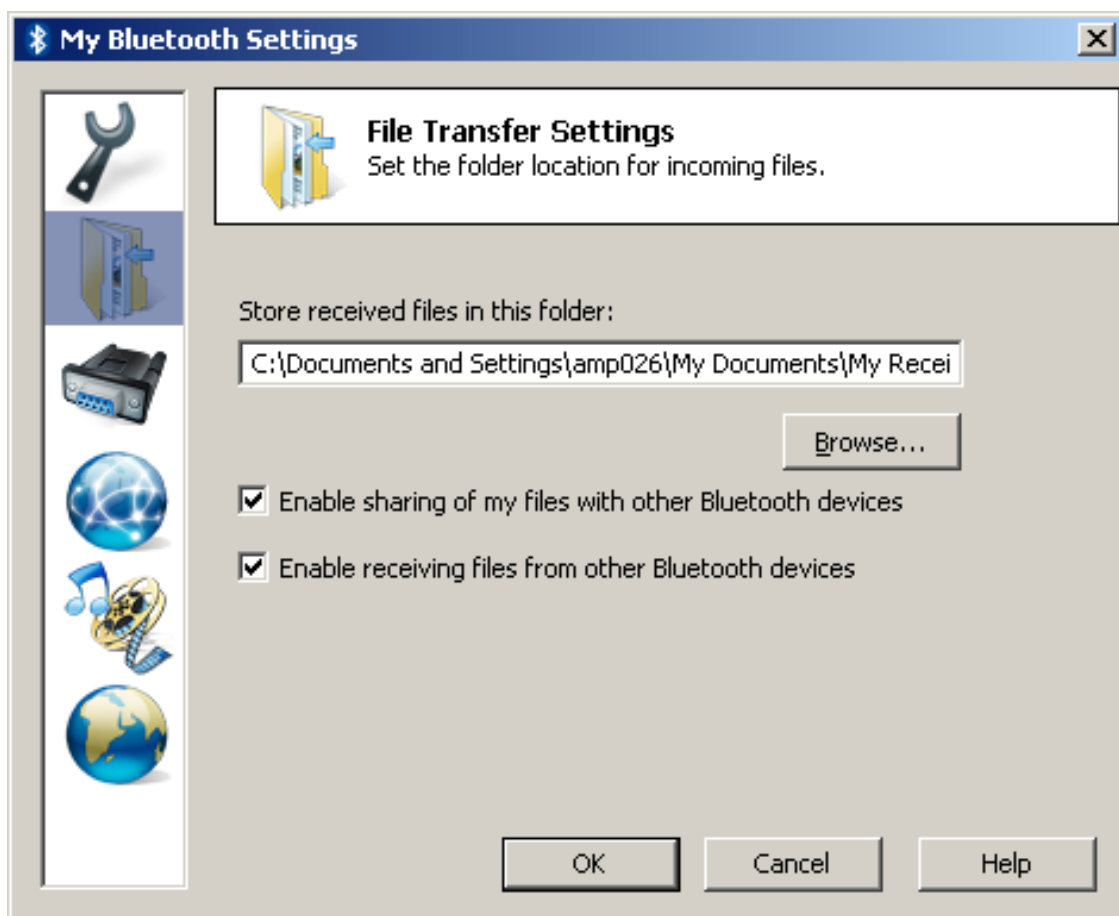 My Bluetooth Settings
File Transfer Settings
Set the folder location for incoming files.
Store received files in this folder:
C:\Documents and Settings\amp026\My Documents\My Recei
Browse...
Enable sharing of my files with other Bluetooth devices
Enable receiving files from other Bluetooth devices
OK Cancel Help